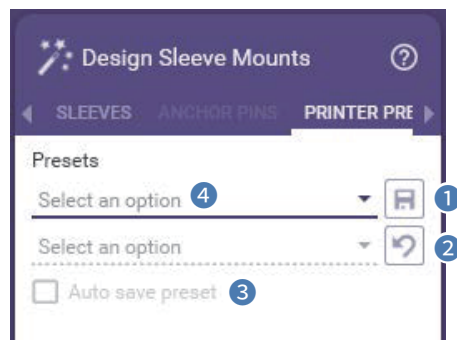 Design Sleeve Mounts ?
SLEEVES ANCHOR PINS PRINTER PRE
Presets
Select an option 4
1
Select an option
2
Auto save preset 3